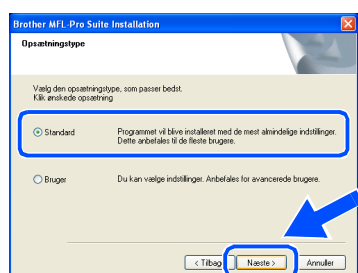 Brother MFL-Pro Suite Installation
Opsætningstype
Vælg den opsætningstype, som passer bedst.
Klik ønskede opsætning
Standard
Programmet vil blive installeret med de mest almindelige indstillinger.
Dette anbefales til de fleste brugere.
Bruger
Du kan vælge indstillinger. Anbefales for avancerede brugere.
< Tilbage Næste > Annuller